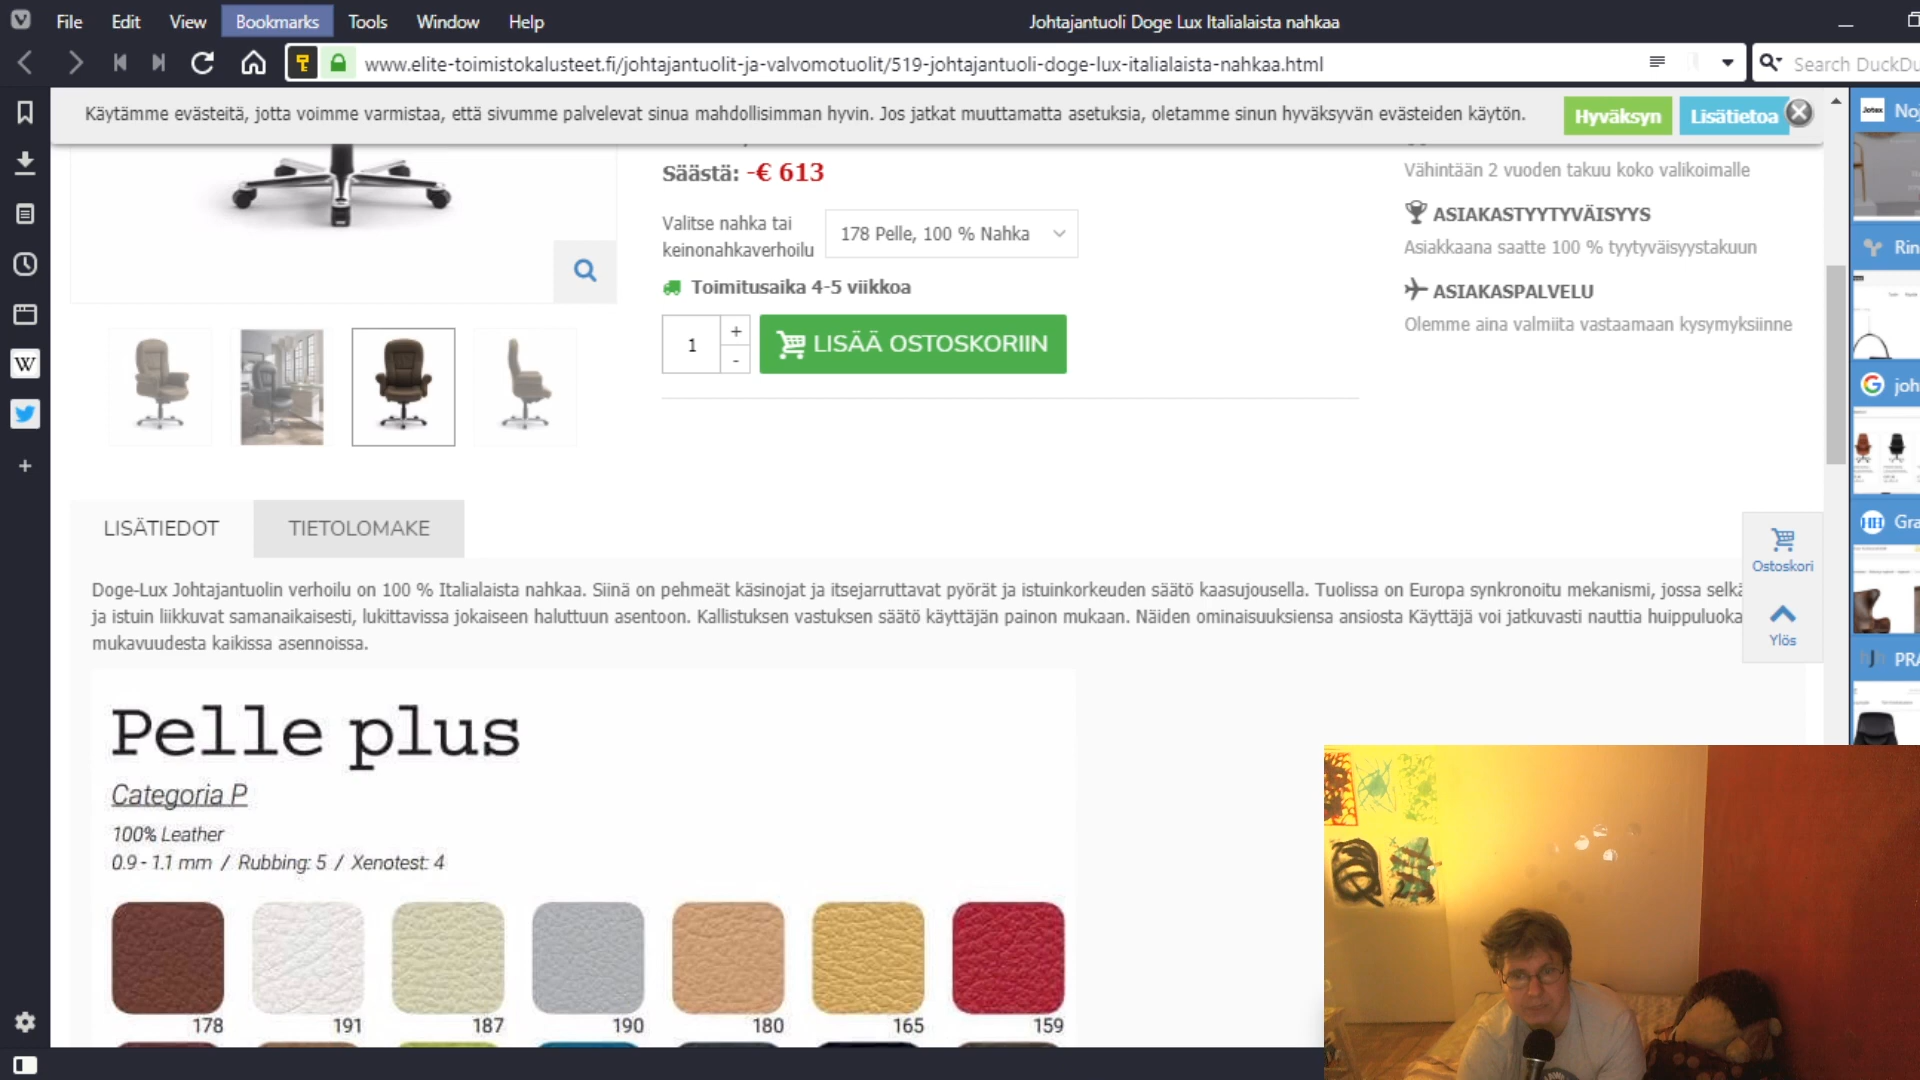 File Edit View Bookmarks Tools Window Help
Johtajantuoli Doge Lux Italialaista nahkaa
www.elite-toimistokalusteet.fi/johtajantuolit-ja-valvomotuolit/519-johtajantuoli-doge-lux-italialaista-nahkaa.html
Search DuckDu
Käytämme evästeitä, jotta voimme varmistaa, että sivumme palvelevat sinua mahdollisimman hyvin. Jos jatkat muuttamatta asetuksia, oletamme sinun hyväksyvän evästeiden käytön.
Hyväksyn
Lisätietoa
Säästä: -€ 613
Valitse nahka tai
keinonahkaverhoilu
178 Pelle, 100 % Nahka
Toimitusaika 4-5 viikkoa
1
+
-
LISÄÄ OSTOSKORIIN
Vähintään 2 vuoden takuu koko valikoimalle
ASIAKASTYYTYVÄISYYS
Asiakkaana saatte 100 % tyytyväisyystakuun
ASIAKASPALVELU
Olemme aina valmiita vastaamaan kysymyksiinne
LISÄTIEDOT
TIETOLOMAKE
Doge-Lux Johtajantuolin verhoilu on 100 % Italialaista nahkaa. Siinä on pehmeät käsinojat ja itsejarruttavat pyörät ja istuinkorkeuden säätö kaasujousella. Tuolissa on Europa synkronoitu mekanismi, jossa selkä
ja istuin liikkuvat samanaikaisesti, lukittavissa jokaiseen haluttuun asentoon. Kallistuksen vastuksen säätö käyttäjän painon mukaan. Näiden ominaisuuksiensa ansiosta Käyttäjä voi jatkuvasti nauttia huippuluoka
mukavuudesta kaikissa asennoissa.
Ostoskori
Ylös
Pelle plus
Categoria P
100% Leather
0.9 - 1.1 mm / Rubbing: 5 / Xenotest: 4
178 191 187 190 180 165 159
W
Jotex
Noj
Rin
G
joh
HH
Gra
hJh
PRA